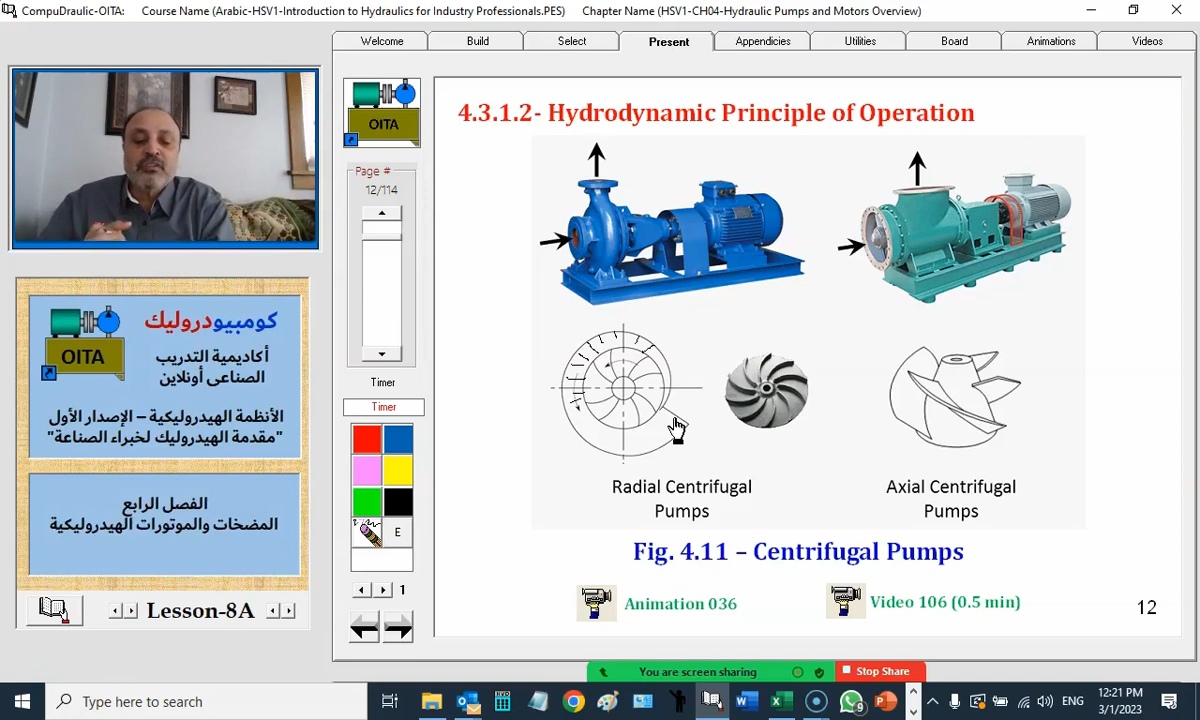 CompuDraulic-OITA: Course Name (Arabic-HSV1-Introduction to Hydraulics for Industry Professionals.PES) Chapter Name (HSV1-CH04-Hydraulic Pumps and Motors Overview)
Welcome Build Select Present Appendicies Utilities Board Animations Videos
OITA
Page #
12/114
Timer
Timer
E
1
كومبيودروليك
OITA
أكاديمية التدريب
الصناعى أونلاين
الأنظمة الهيدروليكية – الإصدار الأول
"مقدمة الهيدروليك لخبراء الصناعة"
الفصل الرابع
المضخات والموتورات الهيدروليكية
Lesson-8A
4.3.1.2- Hydrodynamic Principle of Operation
Radial Centrifugal
Pumps
Axial Centrifugal
Pumps
Fig. 4.11 – Centrifugal Pumps
Animation 036
Video 106 (0.5 min)
12
You are screen sharing
Stop Share
Type here to search
9
ENG
12:21 PM
3/1/2023